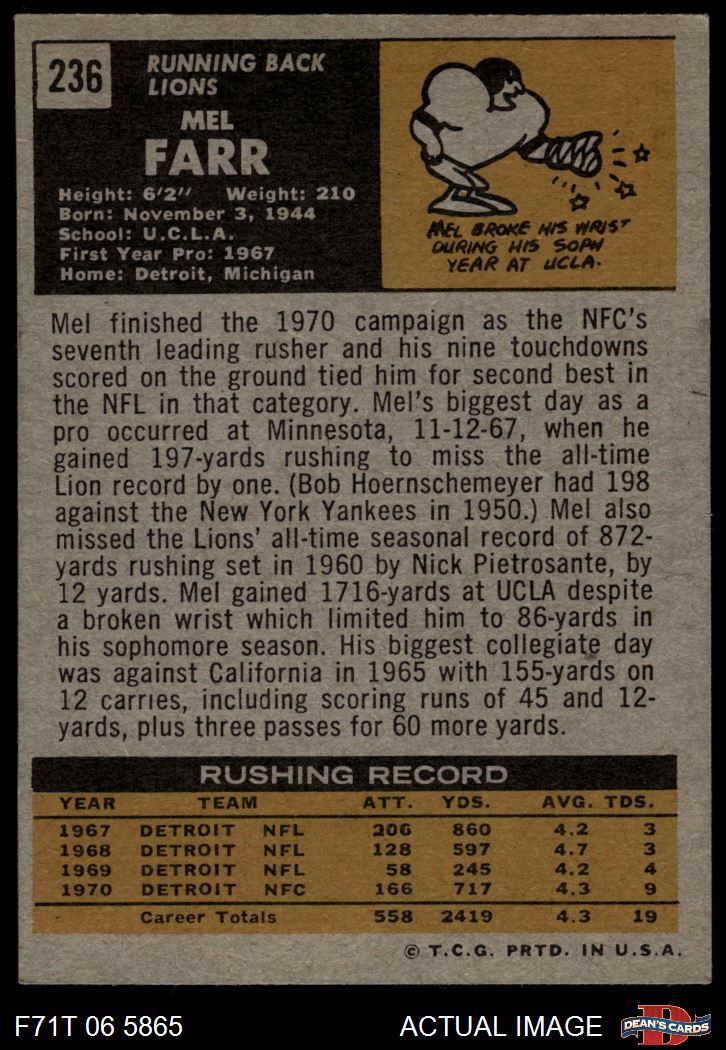 236
RUNNING BACK
LIONS
MEL
FARR
Height: 6'2" Weight: 210
Born: November 3, 1944
School: U.C.L.A.
First Year Pro: 1967
Home: Detroit, Michigan
MEL BROKE HIS WRIST
DURING HIS SOPH
YEAR AT UCLA.
Mel finished the 1970 campaign as the NFC's
seventh leading rusher and his nine touchdowns
scored on the ground tied him for second best in
the NFL in that category. Mel's biggest day as a
pro occurred at Minnesota, 11-12-67, when he
gained 197-yards rushing to miss the all-time
Lion record by one. (Bob Hoernschemeyer had 198
against the New York Yankees in 1950.) Mel also
missed the Lions' all-time seasonal record of 872-
yards rushing set in 1960 by Nick Pietrosante, by
12 yards. Mel gained 1716-yards at UCLA despite
a broken wrist which limited him to 86-yards in
his sophomore season. His biggest collegiate day
was against California in 1965 with 155-yards on
12 carries, including scoring runs of 45 and 12-
yards, plus three passes for 60 more yards.
RUSHING RECORD
YEAR TEAM ATT. YDS. AVG. TDS.
1967 DETROIT NFL 206 860 4.2 3
1968 DETROIT NFL 128 597 4.7 3
1969 DETROIT NFL 58 245 4.2 4
1970 DETROIT NFC 166 717 4.3 9
Career Totals 558 2419 4.3 19
© T.C.G. PRTD. IN U.S.A.
F71T 06 5865 ACTUAL IMAGE
D
DEAN'S CARDS